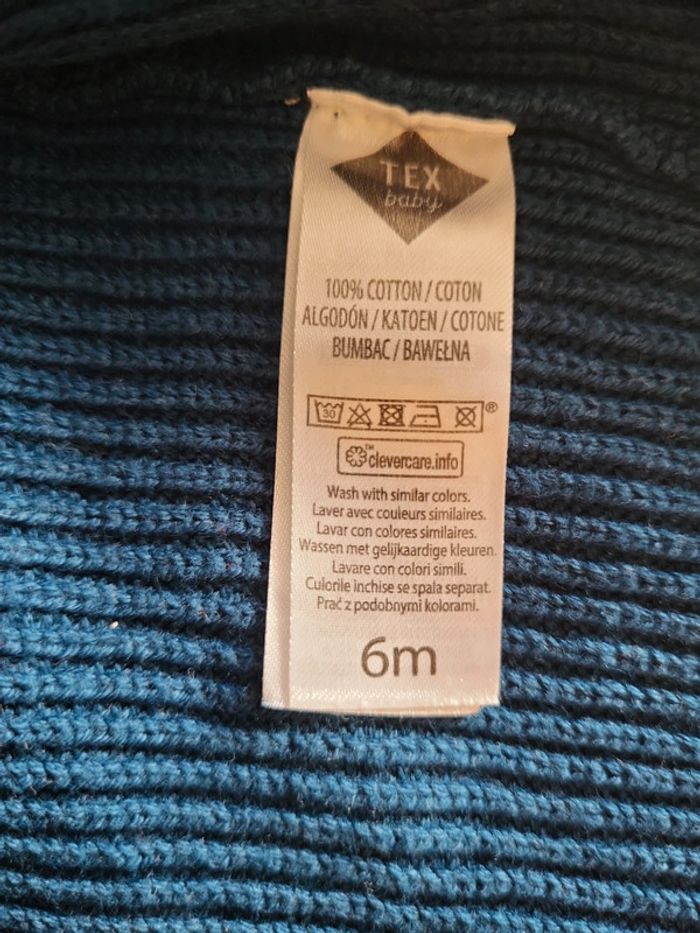 TEX
baby
100% COTTON / COTON
ALGODÓN / KATOEN / COTONE
BUMBAC / BAWEŁNA
30 ®
™ clevercare.info
Wash with similar colors.
Laver avec couleurs similaires.
Lavar con colores similaires.
Wassen met gelijkaardige kleuren.
Lavare con colori simili.
Culorile inchise se spala separat.
Prać z podobnymi kolorami.
6m